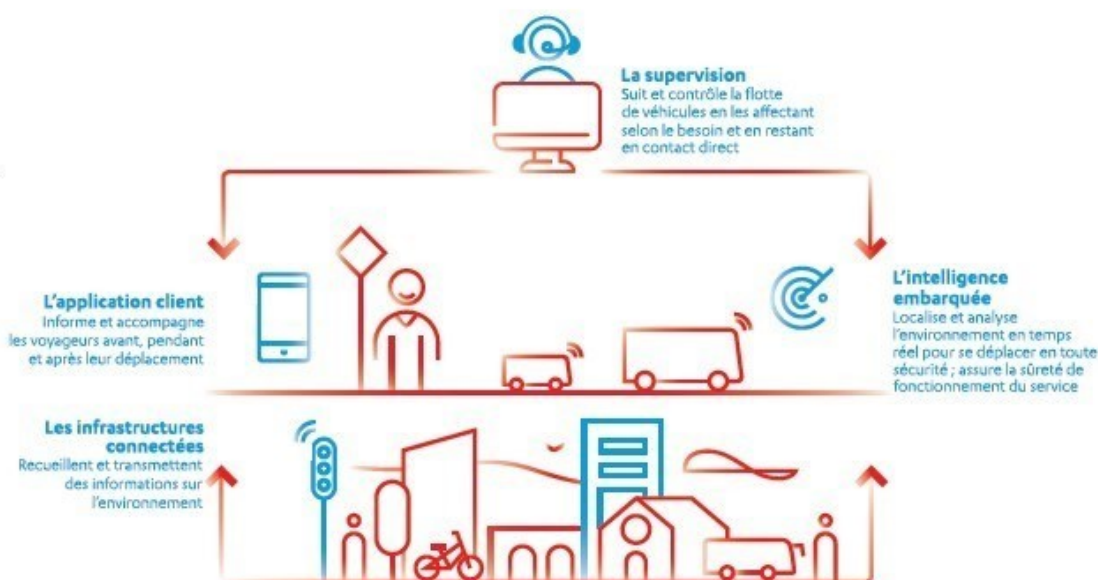 La supervision
Suit et contrôle la flotte
de véhicules en les affectant
selon le besoin et en restant
en contact direct
L'application client
Informe et accompagne
les voyageurs avant, pendant
et après leur déplacement
L'intelligence
embarquée
Localise et analyse
l'environnement en temps
réel pour se déplacer en toute
sécurité ; assure la sûreté de
fonctionnement du service
Les infrastructures
connectées
Recueillent et transmettent
des informations sur
l'environnement